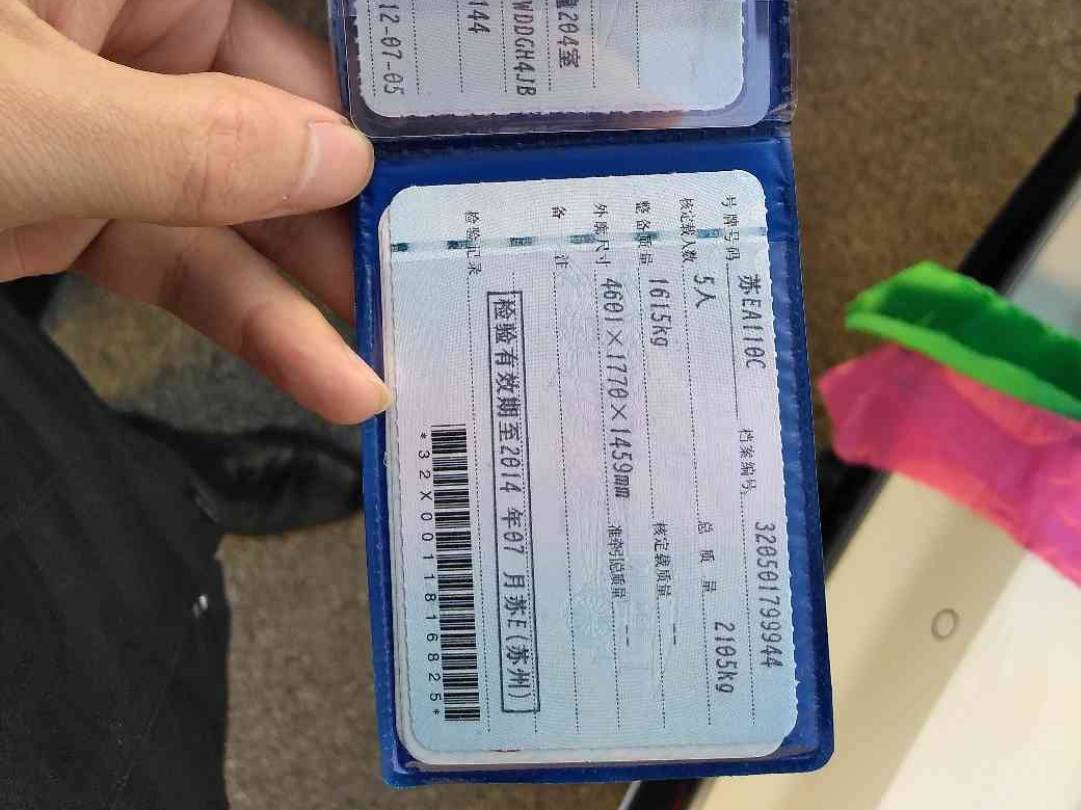 204室
WDDGH4JB
144
12-07-05
号牌号码 苏EA110C 档案编号 320501799944
核定载人数 5人 总质量 2105kg
整备质量 1615kg 核定载质量 --
外廓尺寸 4601×1770×1459mm 准牵引总质量 --
备注
检验有效期至2014年07月苏E(苏州)
检验记录
*32X0011816825*